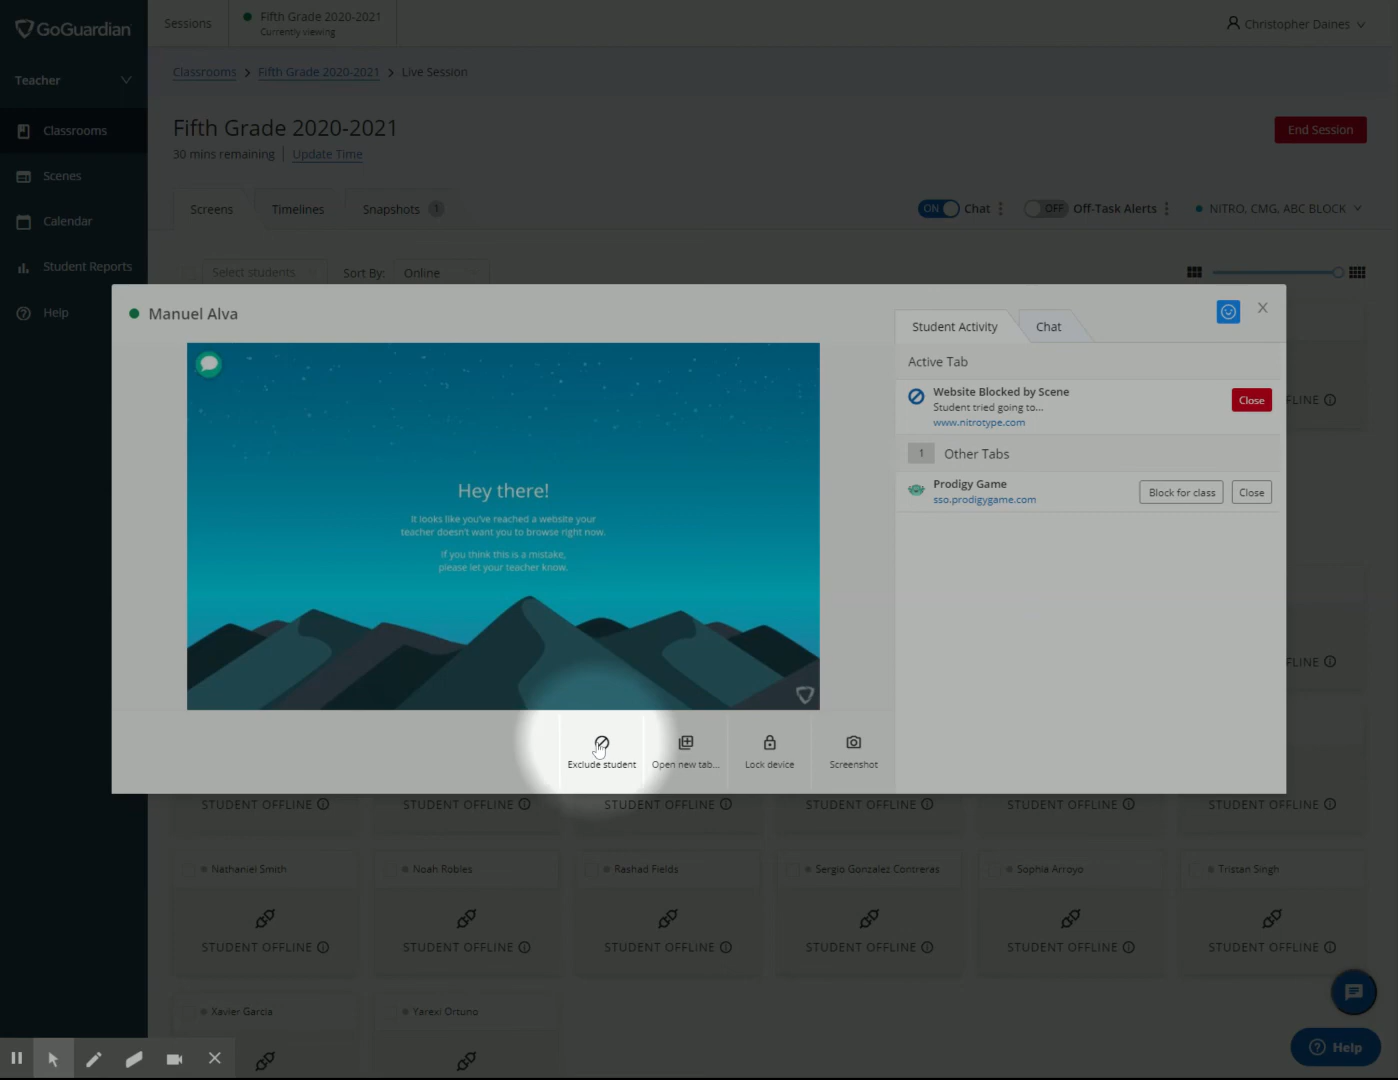 GoGuardian
Sessions
Fifth Grade 2020-2021
Currently viewing
Christopher Daines
Teacher
Classrooms > Fifth Grade 2020-2021 > Live Session
Classrooms
Scenes
Calendar
Student Reports
Help
Fifth Grade 2020-2021
30 mins remaining | Update Time
End Session
Screens
Timelines
Snapshots 1
ON Chat
OFF Off-Task Alerts
NITRO, CMG, ABC BLOCK
Select students
Sort By: Online
Manuel Alva
Student Activity
Chat
Active Tab
Website Blocked by Scene
Student tried going to...
www.nitrotype.com
Close
1 Other Tabs
Prodigy Game
sso.prodigygame.com
Block for class
Close
Hey there!
It looks like you've reached a website your
teacher doesn't want you to browse right now.
If you think this is a mistake,
please let your teacher know.
Exclude student
Open new tab...
Lock device
Screenshot
FLINE
FLINE
STUDENT OFFLINE
STUDENT OFFLINE
STUDENT OFFLINE
STUDENT OFFLINE
STUDENT OFFLINE
STUDENT OFFLINE
Nathaniel Smith
Noah Robles
Rashad Fields
Sergio Gonzalez Contreras
Sophia Arroyo
Tristan Singh
STUDENT OFFLINE
STUDENT OFFLINE
STUDENT OFFLINE
STUDENT OFFLINE
STUDENT OFFLINE
STUDENT OFFLINE
Xavier Garcia
Yarexi Ortuno
Help